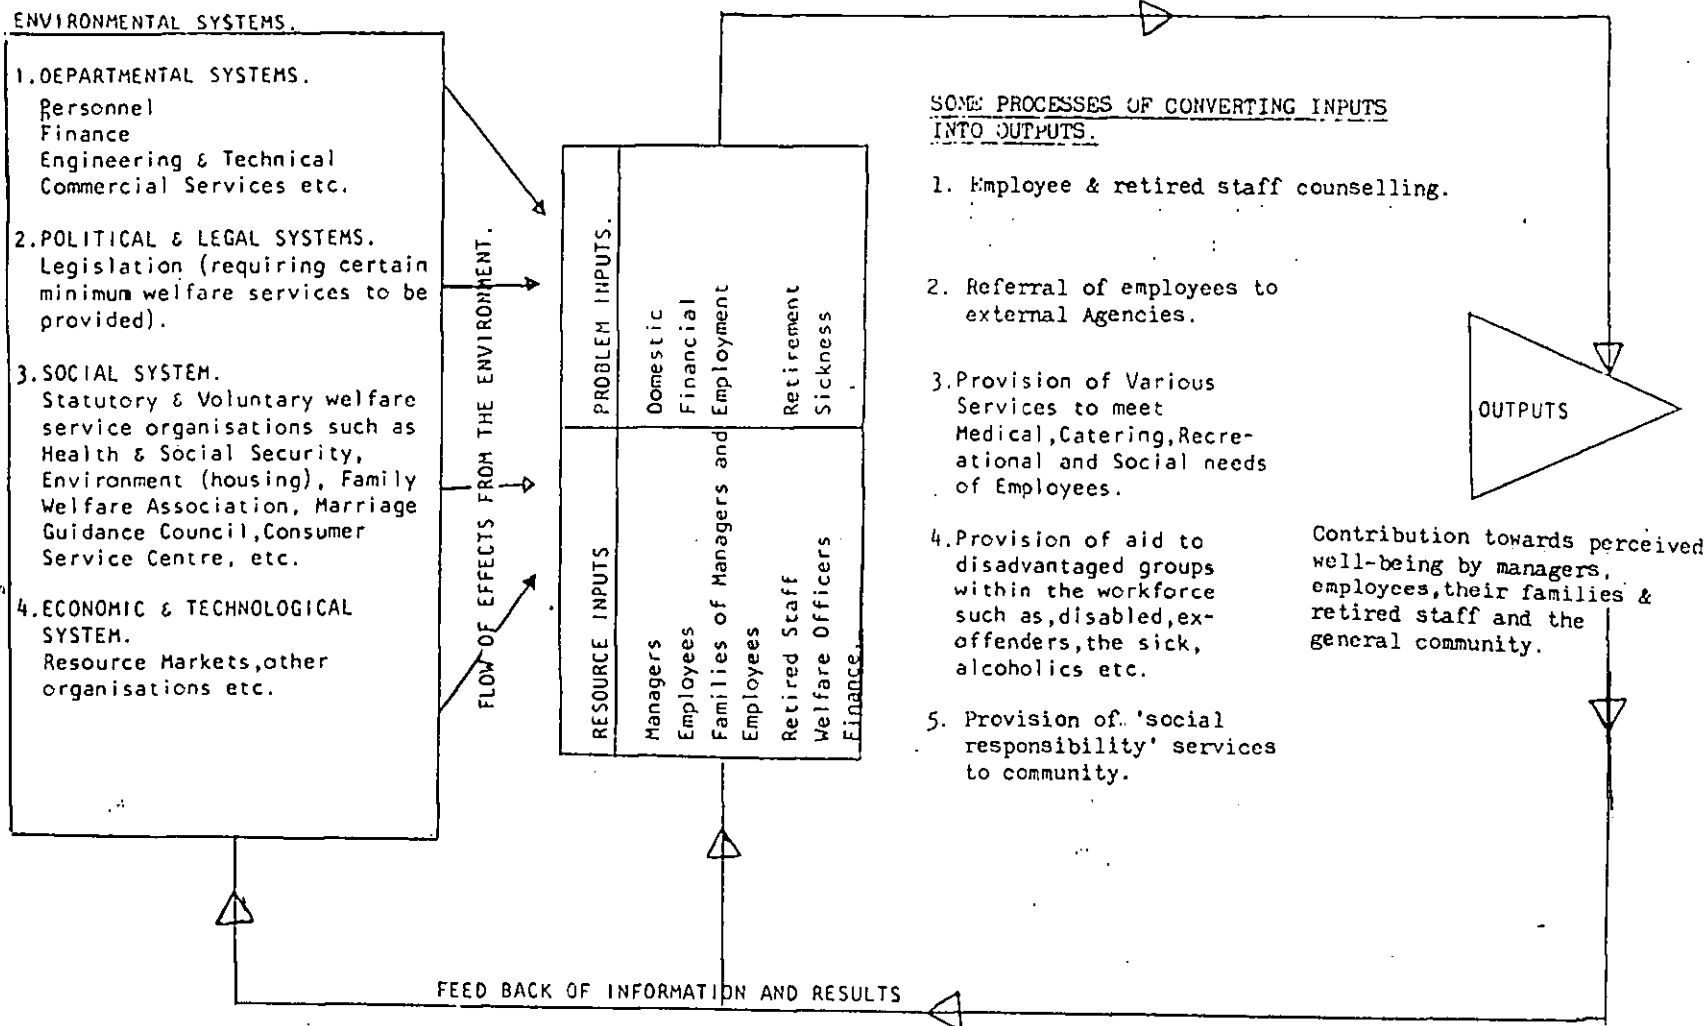 ENVIRONMENTAL SYSTEMS.
1.DEPARTMENTAL SYSTEMS.
Personnel
Finance
Engineering & Technical
Commercial Services etc.
2.POLITICAL & LEGAL SYSTEMS.
Legislation (requiring certain
minimum welfare services to be
provided).
3.SOCIAL SYSTEM.
Statutory & Voluntary welfare
service organisations such as
Health & Social Security,
Environment (housing), Family
Welfare Association, Marriage
Guidance Council,Consumer
Service Centre, etc.
4.ECONOMIC & TECHNOLOGICAL
SYSTEM.
Resource Markets,other
organisations etc.
FLOW OF EFFECTS FROM THE ENVIRONMENT.
PROBLEM INPUTS.
Domestic
Financial
Employment
Retirement
Sickness
RESOURCE INPUTS
Managers
Employees
Families of Managers and
Employees
Retired Staff
Welfare Officers
Finance.
SOME PROCESSES OF CONVERTING INPUTS
INTO OUTPUTS.
1. Employee & retired staff counselling.
2. Referral of employees to
external Agencies.
3.Provision of Various
Services to meet
Medical,Catering,Recre-
ational and Social needs
of Employees.
4.Provision of aid to
disadvantaged groups
within the workforce
such as,disabled,ex-
offenders,the sick,
alcoholics etc.
5. Provision of 'social
responsibility' services
to community.
OUTPUTS
Contribution towards perceived
well-being by managers,
employees,their families &
retired staff and the
general community.
FEED BACK OF INFORMATION AND RESULTS